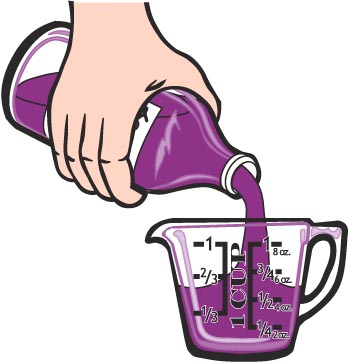 1
2/3
1/3
1 CUP
1 8 oz.
3/4 6 oz.
1/2 4 oz.
1/4 2 oz.